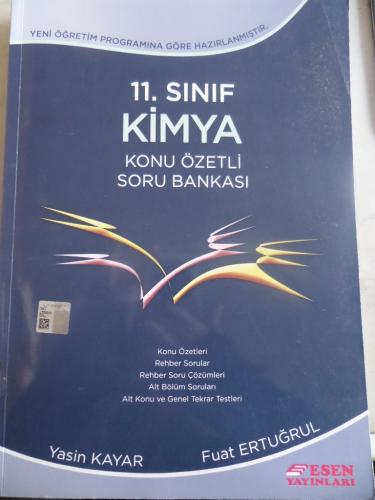 YENİ ÖĞRETİM PROGRAMINA GÖRE HAZIRLANMIŞTIR.
11. SINIF
KİMYA
KONU ÖZETLİ
SORU BANKASI
Konu Özetleri
Rehber Sorular
Rehber Soru Çözümleri
Alt Bölüm Soruları
Alt Konu ve Genel Tekrar Testleri
Yasin KAYAR
Fuat ERTUĞRUL
ESEN
YAYINLARI